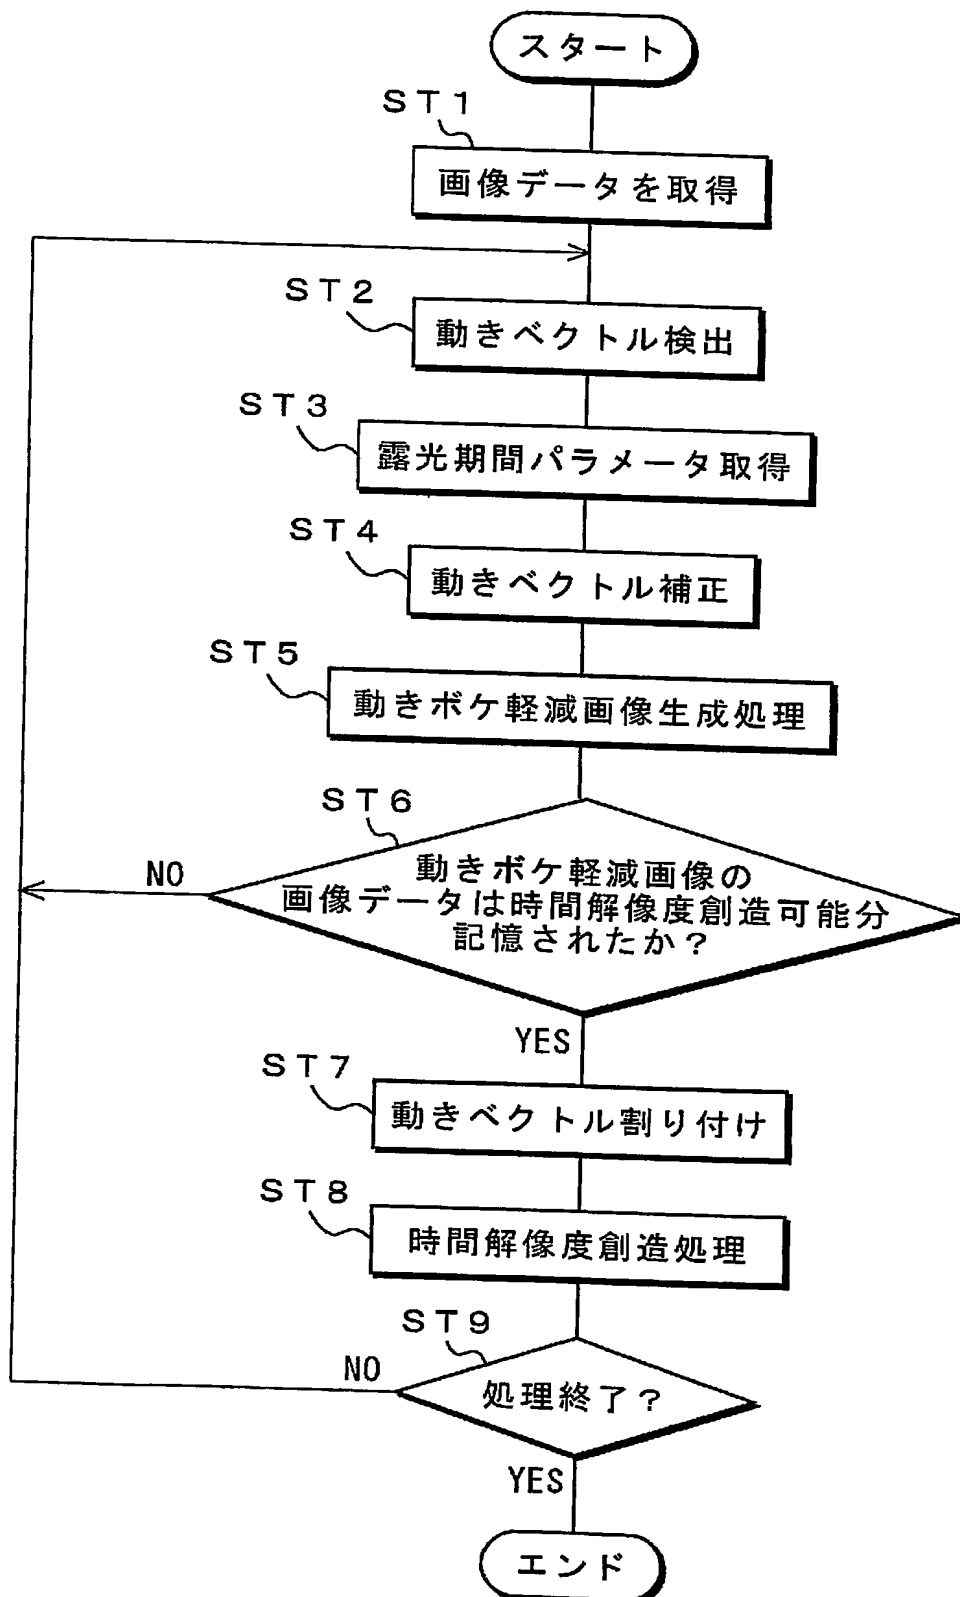 スタート
ST1
画像データを取得
ST2
動きベクトル検出
ST3
露光期間パラメータ取得
ST4
動きベクトル補正
ST5
動きボケ軽減画像生成処理
ST6
動きボケ軽減画像の
画像データは時間解像度創造可能分
記憶されたか？
NO
YES
ST7
動きベクトル割り付け
ST8
時間解像度創造処理
ST9
処理終了？
NO
YES
エンド